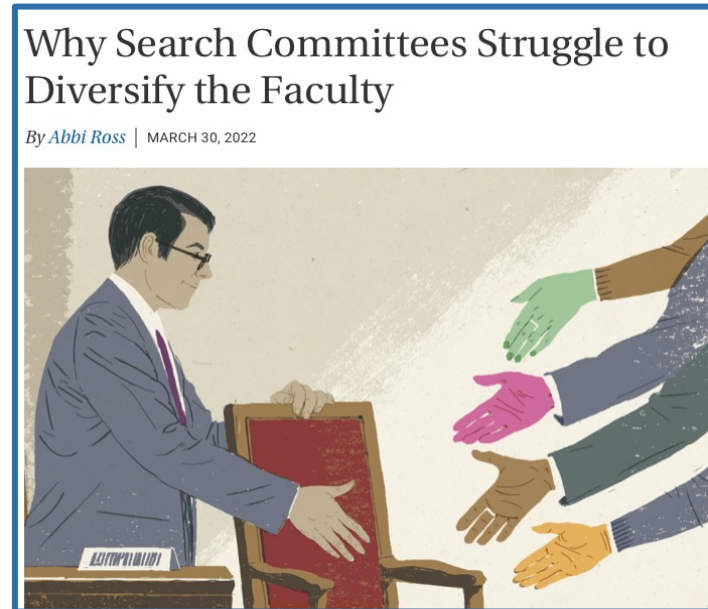 Why Search Committees Struggle to
Diversify the Faculty
By Abbi Ross | MARCH 30, 2022